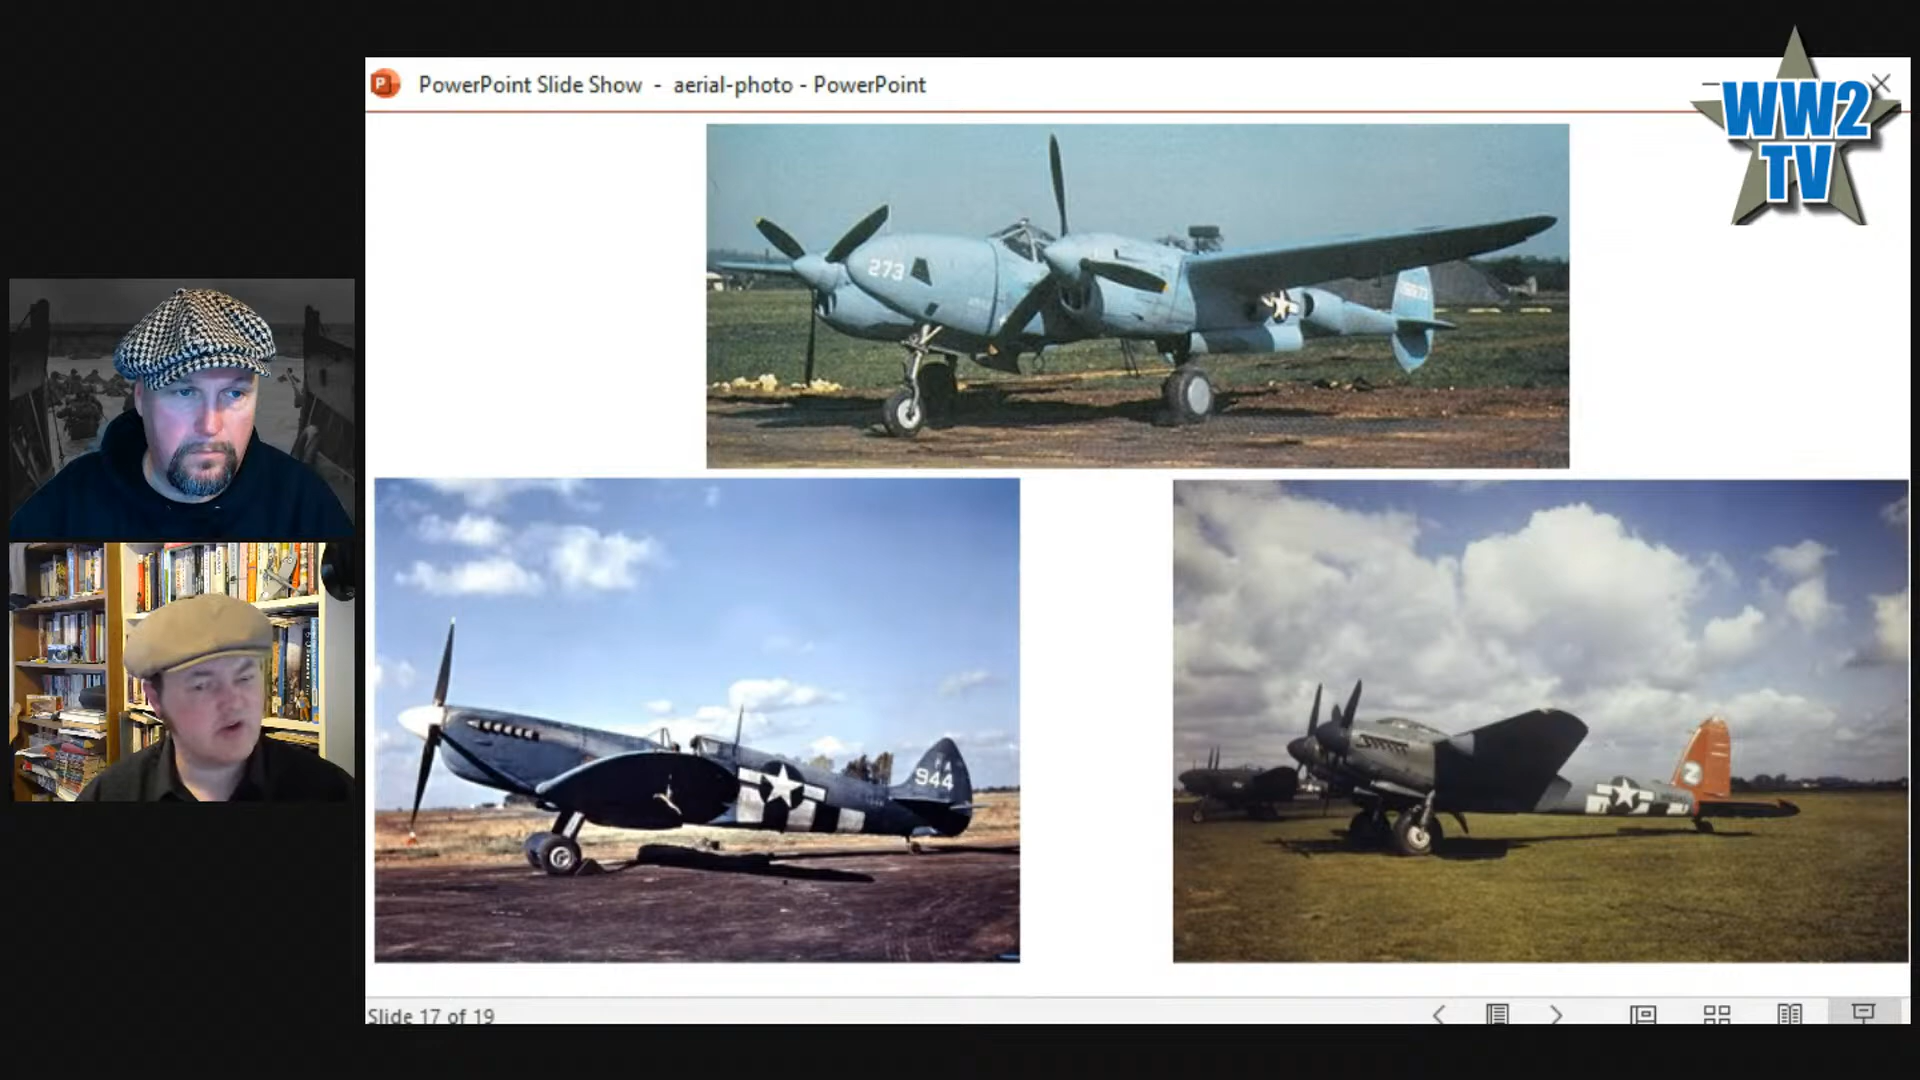 PowerPoint Slide Show - aerial-photo - PowerPoint
WW2
TV
273
944
Z
Slide 17 of 19